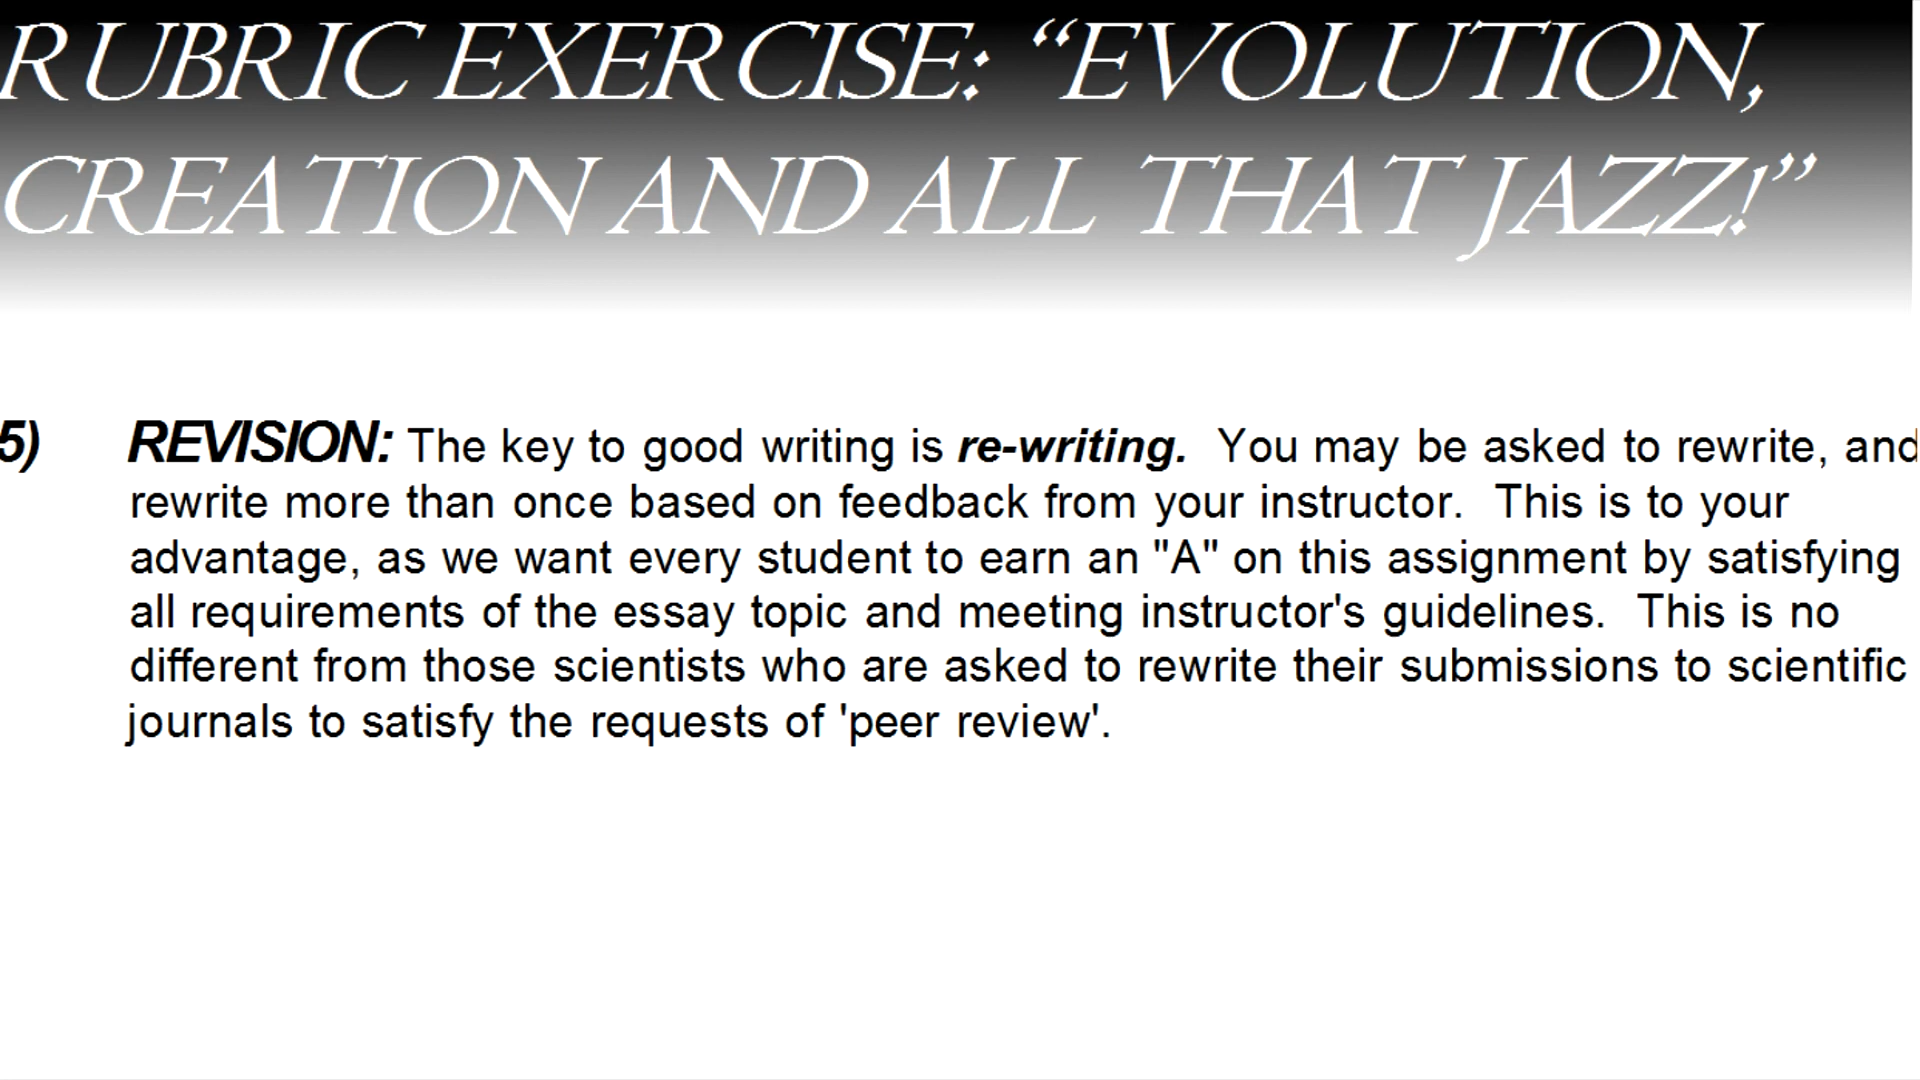 RUBRIC EXERCISE: “EVOLUTION,
CREATION AND ALL THAT JAZZ!”
5) REVISION: The key to good writing is re-writing. You may be asked to rewrite, and
rewrite more than once based on feedback from your instructor. This is to your
advantage, as we want every student to earn an "A" on this assignment by satisfying
all requirements of the essay topic and meeting instructor's guidelines. This is no
different from those scientists who are asked to rewrite their submissions to scientific
journals to satisfy the requests of 'peer review'.